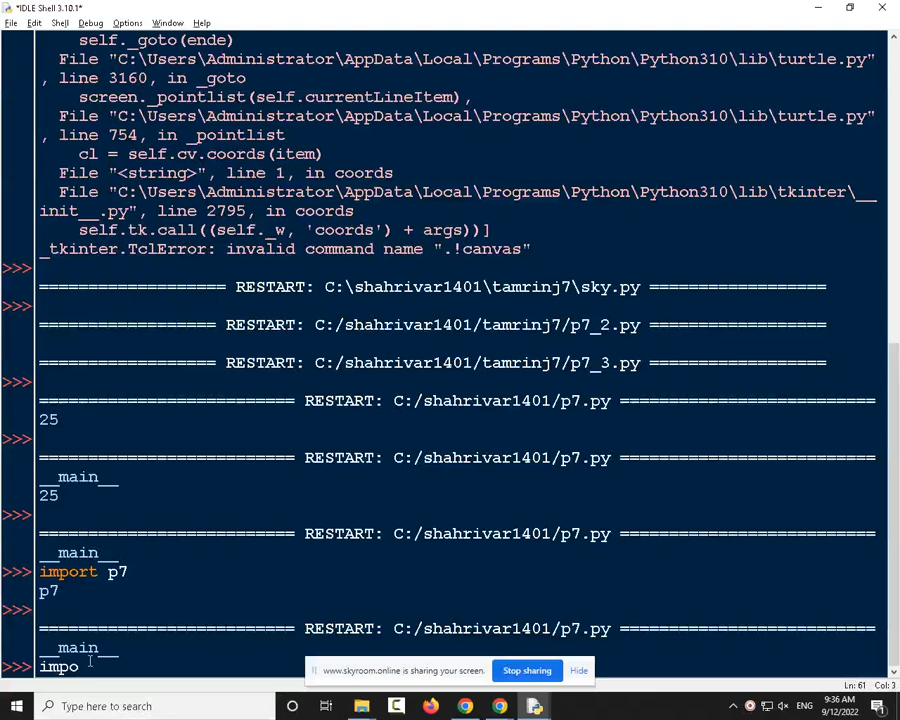 *IDLE Shell 3.10.1*
File Edit Shell Debug Options Window Help
self._goto(ende)
File "C:\Users\Administrator\AppData\Local\Programs\Python\Python310\lib\turtle.py"
, line 3160, in _goto
screen._pointlist(self.currentLineItem),
File "C:\Users\Administrator\AppData\Local\Programs\Python\Python310\lib\turtle.py"
, line 754, in _pointlist
cl = self.cv.coords(item)
File "<string>", line 1, in coords
File "C:\Users\Administrator\AppData\Local\Programs\Python\Python310\lib\tkinter\__
init__.py", line 2795, in coords
self.tk.call((self._w, 'coords') + args))]
_tkinter.TclError: invalid command name ".!canvas"
>>>
=================== RESTART: C:\shahrivar1401\tamrinj7\sky.py ==================
>>>
================== RESTART: C:/shahrivar1401/tamrinj7/p7_2.py ==================
================== RESTART: C:/shahrivar1401/tamrinj7/p7_3.py ==================
>>>
========================== RESTART: C:/shahrivar1401/p7.py ==========================
25
>>>
========================== RESTART: C:/shahrivar1401/p7.py ==========================
__main__
25
>>>
========================== RESTART: C:/shahrivar1401/p7.py ==========================
__main__
>>> import p7
p7
>>>
========================== RESTART: C:/shahrivar1401/p7.py ==========================
__main__
>>> impo
www.skyroom.online is sharing your screen. Stop sharing Hide
Ln: 61 Col: 3
Type here to search
ENG
9:36 AM
9/12/2022
1